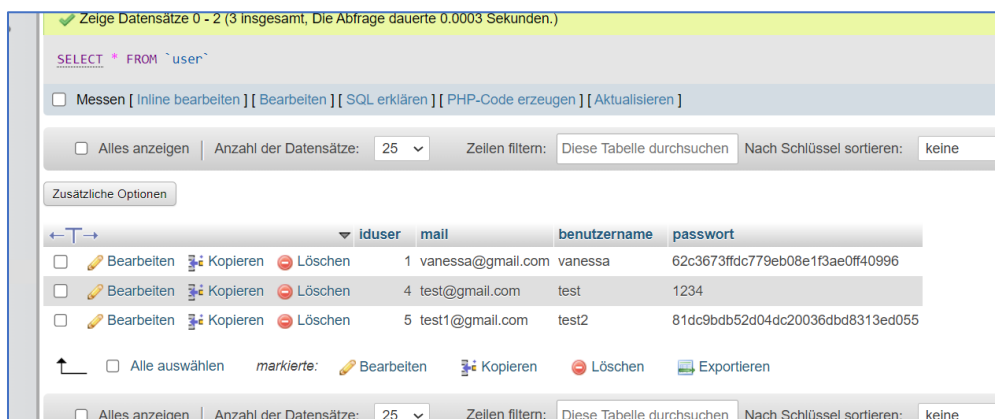 Zeige Datensätze 0 - 2 (3 insgesamt, Die Abfrage dauerte 0.0003 Sekunden.)
SELECT * FROM `user`
Messen [ Inline bearbeiten ] [ Bearbeiten ] [ SQL erklären ] [ PHP-Code erzeugen ] [ Aktualisieren ]
Alles anzeigen | Anzahl der Datensätze: 25 Zeilen filtern: Diese Tabelle durchsuchen Nach Schlüssel sortieren: keine
Zusätzliche Optionen
←T→ iduser mail benutzername passwort
Bearbeiten Kopieren Löschen 1 vanessa@gmail.com vanessa 62c3673ffdc779eb08e1f3ae0ff40996
Bearbeiten Kopieren Löschen 4 test@gmail.com test 1234
Bearbeiten Kopieren Löschen 5 test1@gmail.com test2 81dc9bdb52d04dc20036dbd8313ed055
Alle auswählen markierte: Bearbeiten Kopieren Löschen Exportieren
Alles anzeigen | Anzahl der Datensätze: 25 Zeilen filtern: Diese Tabelle durchsuchen Nach Schlüssel sortieren: keine